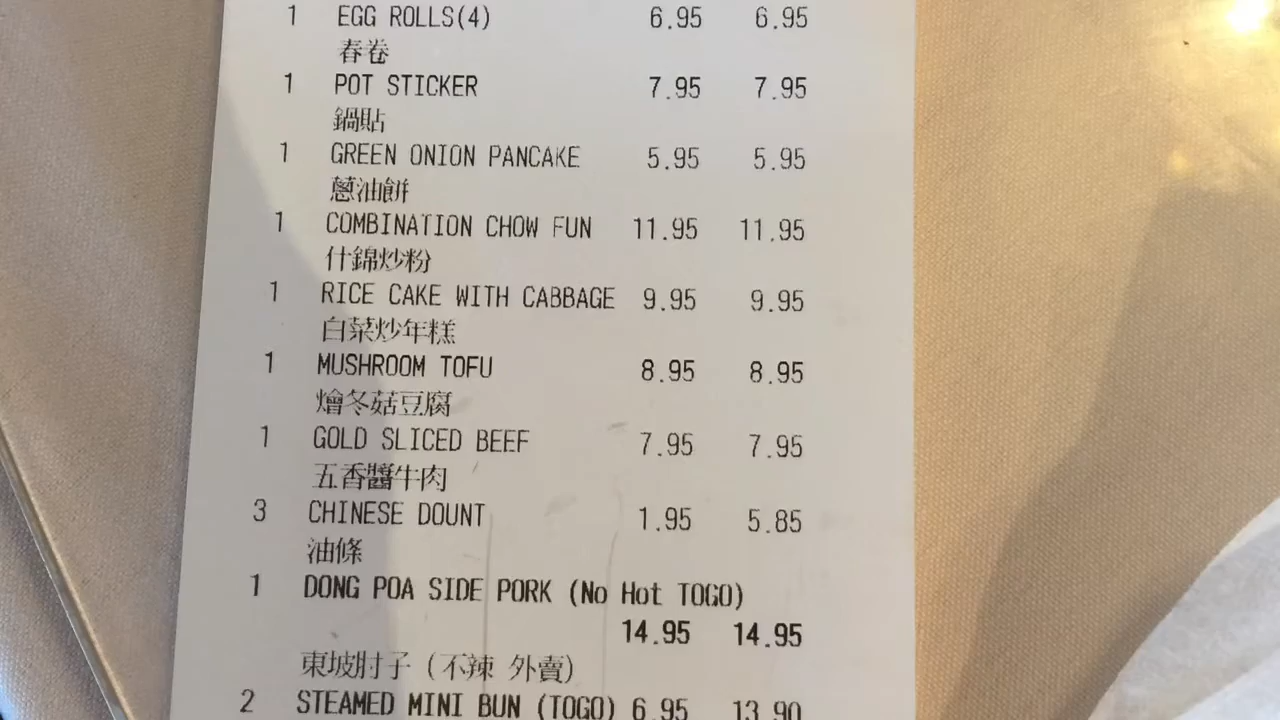 1 EGG ROLLS(4) 6.95 6.95
春卷
1 POT STICKER 7.95 7.95
鍋貼
1 GREEN ONION PANCAKE 5.95 5.95
蔥油餅
1 COMBINATION CHOW FUN 11.95 11.95
什錦炒粉
1 RICE CAKE WITH CABBAGE 9.95 9.95
白菜炒年糕
1 MUSHROOM TOFU 8.95 8.95
燴冬菇豆腐
1 GOLD SLICED BEEF 7.95 7.95
五香醬牛肉
3 CHINESE DOUNT 1.95 5.85
油條
1 DONG POA SIDE PORK (No Hot TOGO)
14.95 14.95
東坡肘子 (不辣 外賣)
2 STEAMED MINI BUN (TOGO) 6.95 13.90